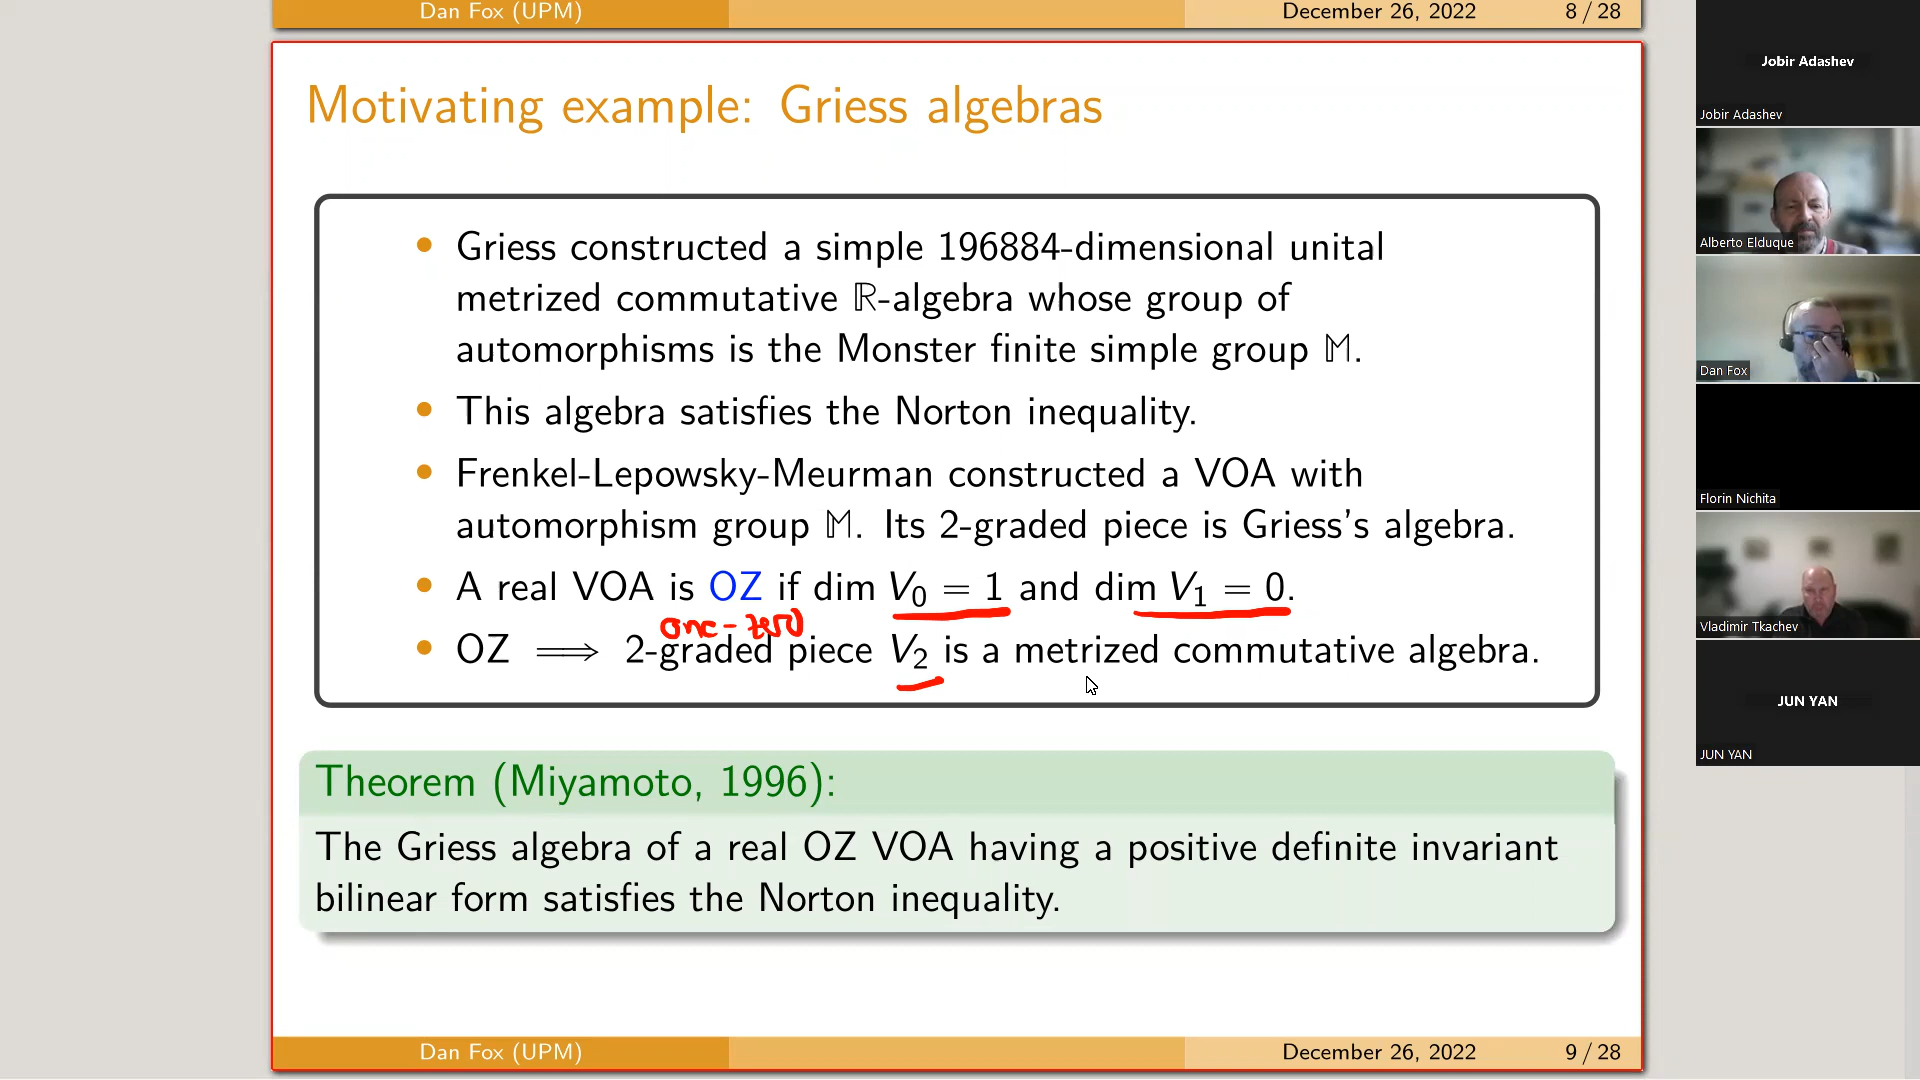 Dan Fox (UPM) December 26, 2022 8 / 28
Motivating example: Griess algebras
• Griess constructed a simple 196884-dimensional unital
metrized commutative ℝ-algebra whose group of
automorphisms is the Monster finite simple group 𝕄.
• This algebra satisfies the Norton inequality.
• Frenkel-Lepowsky-Meurman constructed a VOA with
automorphism group 𝕄. Its 2-graded piece is Griess's algebra.
• A real VOA is OZ if dim V₀ = 1 and dim V₁ = 0.
one-zero
• OZ ⟹ 2-graded piece V₂ is a metrized commutative algebra.
Theorem (Miyamoto, 1996):
The Griess algebra of a real OZ VOA having a positive definite invariant
bilinear form satisfies the Norton inequality.
Dan Fox (UPM) December 26, 2022 9 / 28
Jobir Adashev
Jobir Adashev
Alberto Elduque
Dan Fox
Florin Nichita
Vladimir Tkachev
JUN YAN
JUN YAN